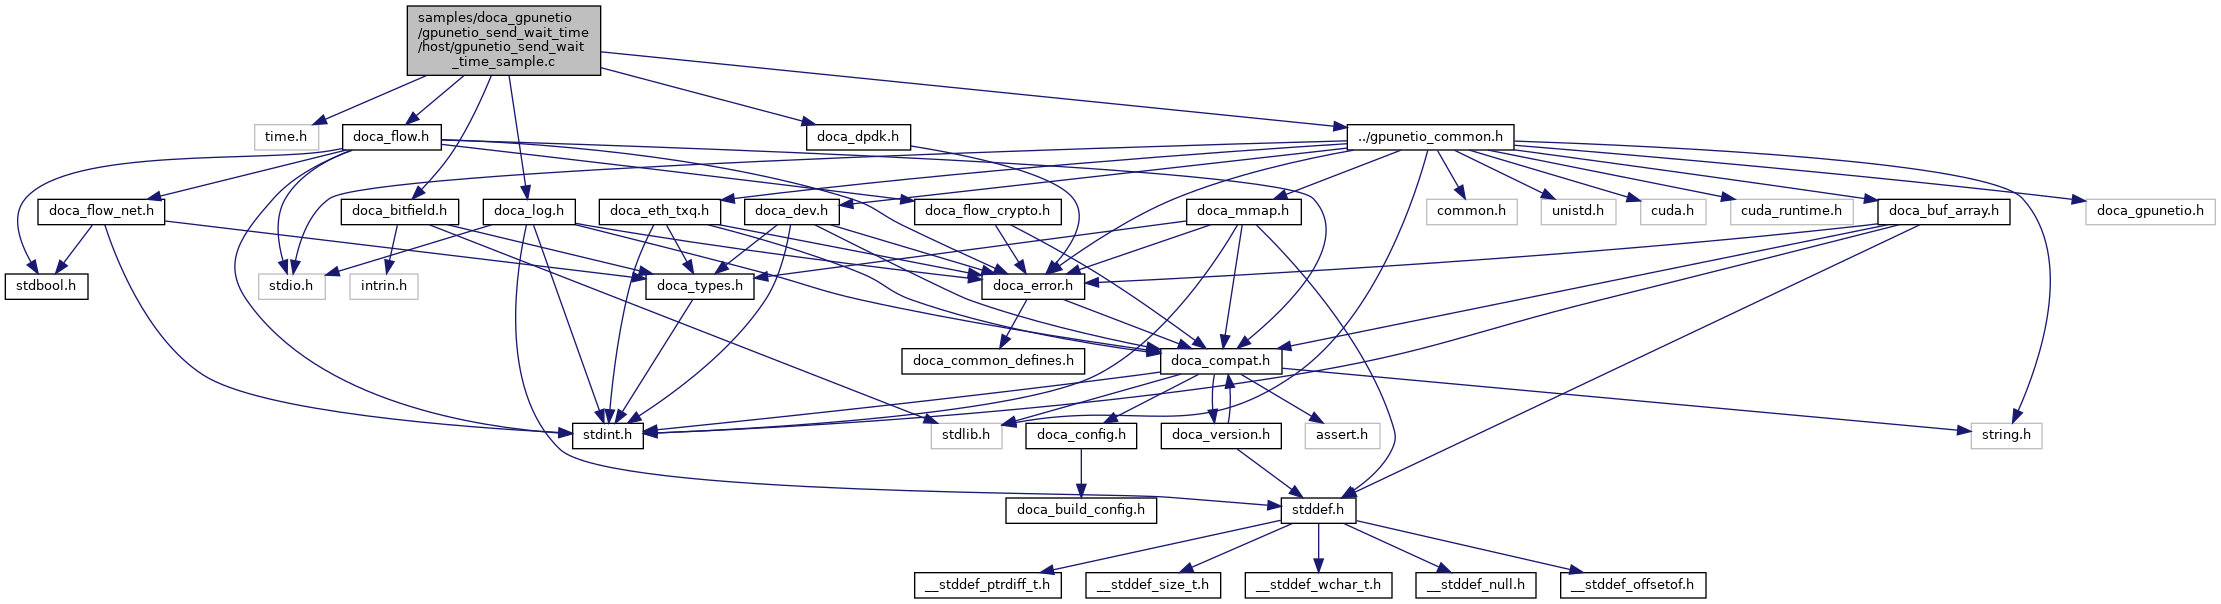 samples/doca_gpunetio
/gpunetio_send_wait_time
/host/gpunetio_send_wait
_time_sample.c
time.h
doca_flow.h
doca_dpdk.h
../gpunetio_common.h
doca_flow_net.h
doca_bitfield.h
doca_log.h
doca_eth_txq.h
doca_dev.h
doca_flow_crypto.h
doca_mmap.h
common.h
unistd.h
cuda.h
cuda_runtime.h
doca_buf_array.h
doca_gpunetio.h
stdbool.h
stdio.h
intrin.h
doca_types.h
doca_error.h
doca_common_defines.h
doca_compat.h
stdint.h
stdlib.h
doca_config.h
doca_version.h
assert.h
string.h
doca_build_config.h
stddef.h
__stddef_ptrdiff_t.h
__stddef_size_t.h
__stddef_wchar_t.h
__stddef_null.h
__stddef_offsetof.h